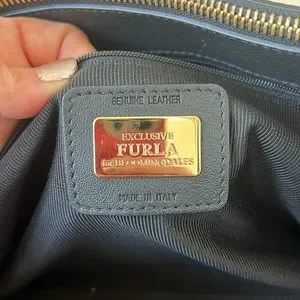 GENUINE LEATHER
EXCLUSIVE
FURLA
for BLOOMINGDALES
MADE IN ITALY